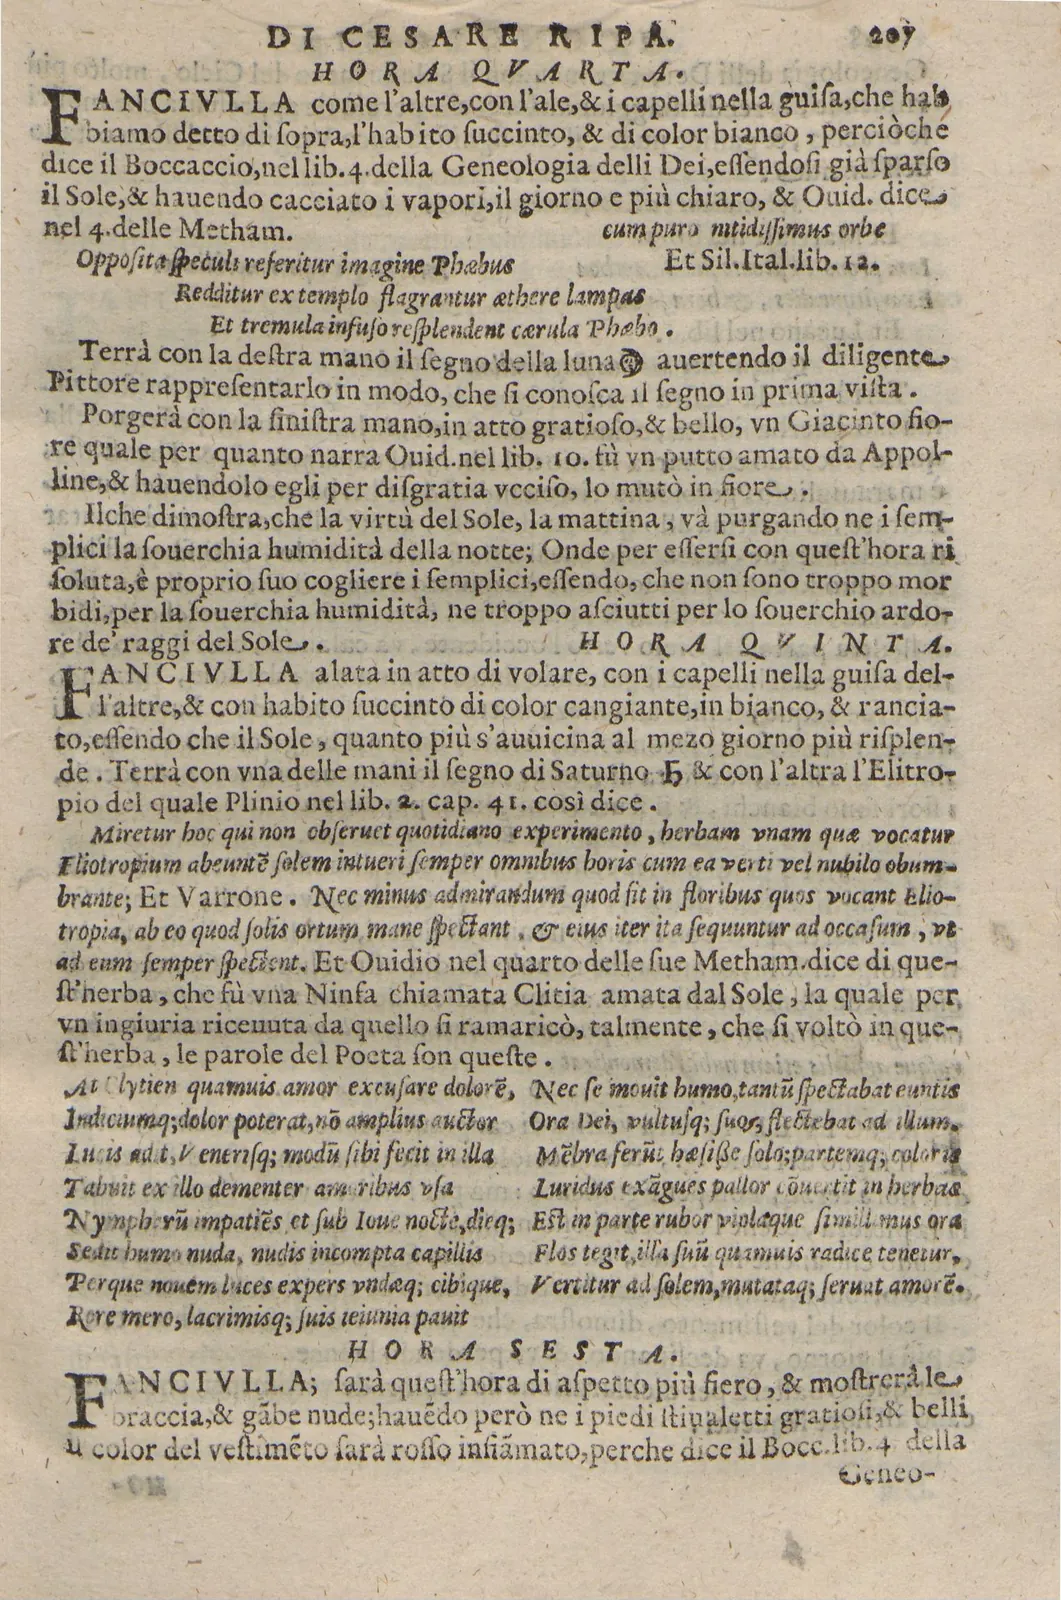 DI CESARE RIPA. 207
HORA QVARTA.
FANCIVLLA come l'altre,con l'ale,& i capelli nella guiſa,che hab
biamo detto di ſopra,l'habito ſuccinto, & di color bianco, perciòche
dice il Boccaccio,nel lib.4.della Geneologia delli Dei,eſſendoſi già ſparſo
il Sole,& hauendo cacciato i vapori,il giorno e più chiaro, & Ouid. dice
nel 4.delle Metham. cum puro nitidiſſimus orbe
Oppoſita ſpeculi referitur imagine Phæbus Et Sil.Ital.lib. 12.
Redditur extemplo flagrantur æthere lampas
Et tremula infuſo reſplendent cærula Phæbo.
Terrà con la deſtra mano il ſegno della luna auertendo il diligente
Pittore rappreſentarlo in modo, che ſi conoſca il ſegno in prima viſta.
Porgerà con la ſiniſtra mano,in atto gratioſo,& bello, vn Giacinto fio-
re quale per quanto narra Ouid.nel lib. 10. fù vn putto amato da Appol-
line,& hauendolo egli per diſgratia vcciſo, lo mutò in fiore.
Ilche dimoſtra,che la virtù del Sole, la mattina, và purgando ne i ſem-
plici la ſouerchia humidità della notte; Onde per eſſerſi con queſt'hora ri
ſoluta,è proprio ſuo cogliere i ſemplici,eſſendo, che non ſono troppo mor
bidi,per la ſouerchia humidità, ne troppo aſciutti per lo ſouerchio ardo-
re de' raggi del Sole. HORA QVINTA.
FANCIVLLA alata in atto di volare, con i capelli nella guiſa del-
l'altre,& con habito ſuccinto di color cangiante,in bianco, & rancia-
to,eſſendo che il Sole, quanto più s'auuicina al mezo giorno più riſplen-
de. Terrà con vna delle mani il ſegno di Saturno ♄ & con l'altra l'Elitro-
pio del quale Plinio nel lib. 2. cap. 41. così dice.
Miretur hoc qui non obſeruet quotidiano experimento, herbam vnam quæ vocatur
Eliotropium abeuntē ſolem intueri ſemper omnibus horis cum ea verti vel nubilo obum-
brante; Et Varrone. Nec minus admirandum quod ſit in floribus quos vocant Elio-
tropia, ab eo quod ſolis ortum mane ſpectant, & eius iter ita ſequuntur ad occaſum, vt
ad eum ſemper ſpectent. Et Ouidio nel quarto delle ſue Metham.dice di que-
ſt'herba, che fù vna Ninfa chiamata Clitia amata dal Sole, la quale per
vn ingiuria riceuuta da quello ſi ramaricò, talmente, che ſi voltò in que-
ſt'herba, le parole del Poeta ſon queſte.
At Clytien quamuis amor excuſare dolorē,
Indiciumq;dolor poterat,nō amplius auctor
Lucis adit, Veneriſq; modū ſibi fecit in illa
Tabuit ex illo dementer amoribus vſa
Nympharū impatiēs et ſub Ioue nocte,dieq;
Sedit humo nuda, nudis incompta capillis
Perque nouem luces expers vndæq; cibique,
Rore mero, lacrimiſq; ſuis ieiunia pauit
Nec ſe mouit humo,tantū ſpectabat euntis
Ora Dei, vultuſq; ſuos, flectebat ad illum.
Mēbra ferūt hæſiſſe ſolo;partemq; coloris
Luridus exāgues pallor cōuertit in herbas
Eſt in parte rubor violæque ſimillimus ora
Flos tegit,illa ſuū quamuis radice tenetur,
Vertitur ad ſolem,mutataq; ſeruat amorē.
HORA SESTA.
FANCIVLLA; ſarà queſt'hora di aſpetto più fiero, & moſtrerà le
braccia,& gābe nude;hauēdo però ne i piedi ſtiualetti gratioſi,& belli
il color del veſtimēto ſarà roſſo infiāmato,perche dice il Bocc.lib.4. della
Geneo-